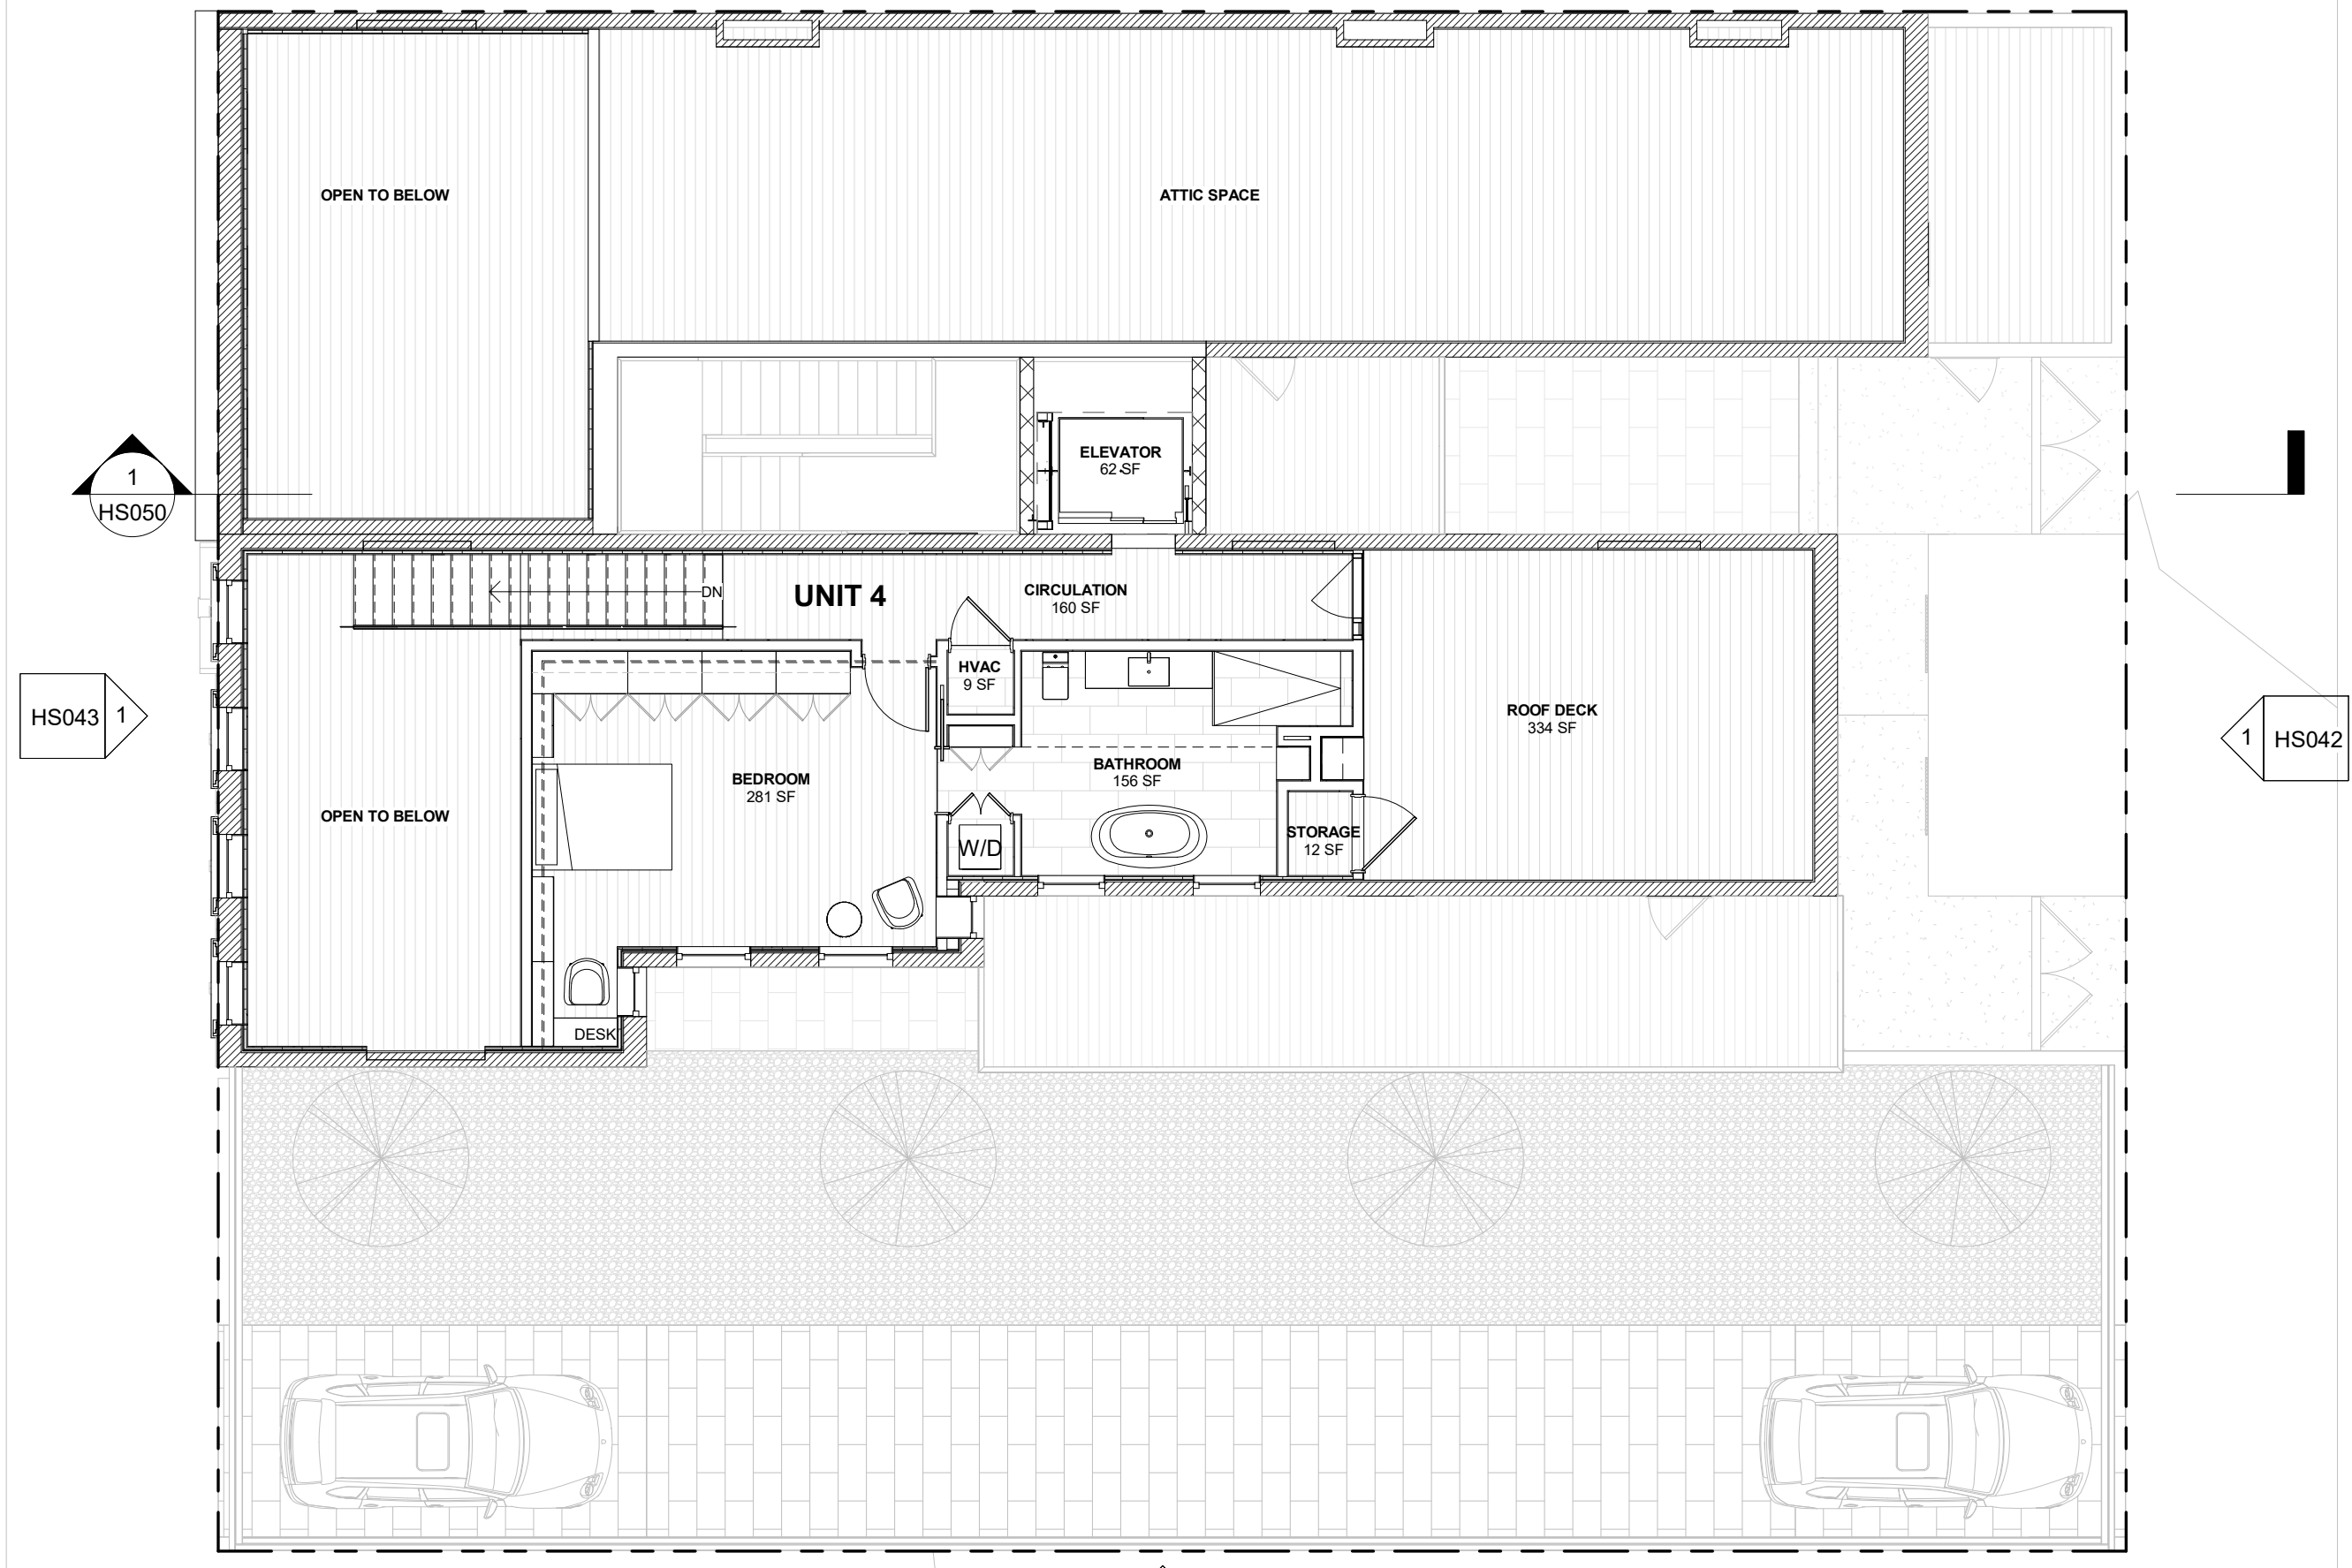 OPEN TO BELOW
ATTIC SPACE
ELEVATOR
62 SF
1
HS050
DN
UNIT 4
CIRCULATION
160 SF
HVAC
9 SF
HS043
1
ROOF DECK
334 SF
1
HS042
BEDROOM
281 SF
BATHROOM
156 SF
OPEN TO BELOW
STORAGE
12 SF
W/D
DESK